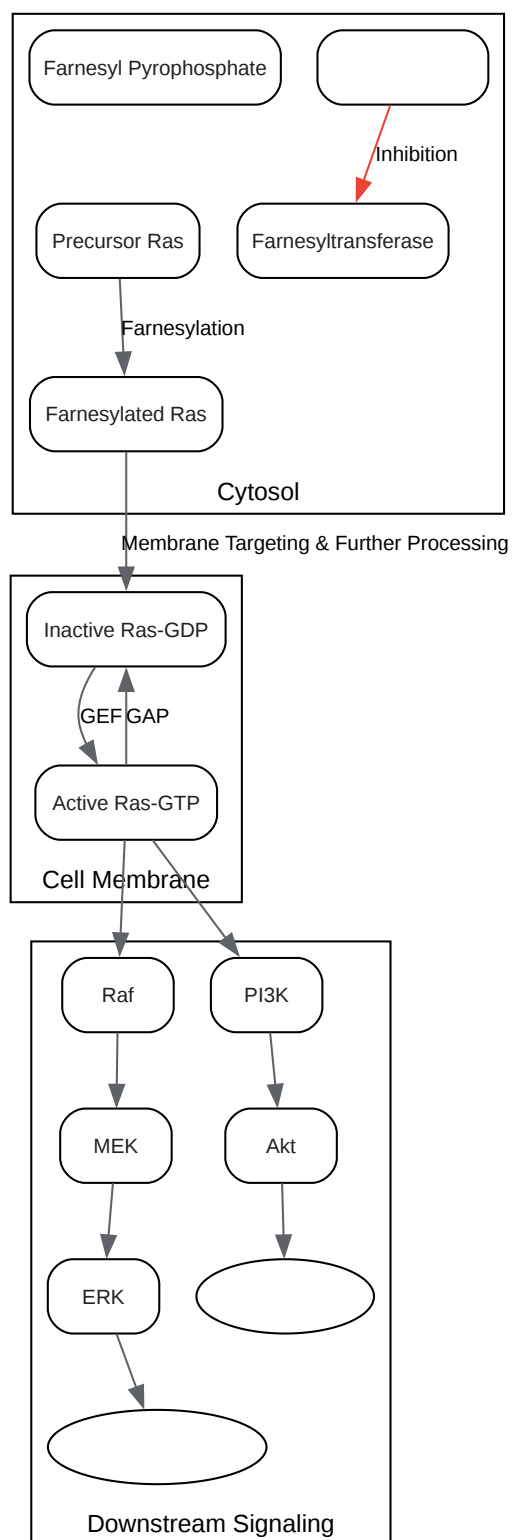 Farnesyl Pyrophosphate
Inhibition
Precursor Ras
Farnesyltransferase
Farnesylation
Farnesylated Ras
Cytosol
Membrane Targeting & Further Processing
Inactive Ras-GDP
GEF
GAP
Active Ras-GTP
Cell Membrane
Raf
PI3K
MEK
Akt
ERK
Downstream Signaling